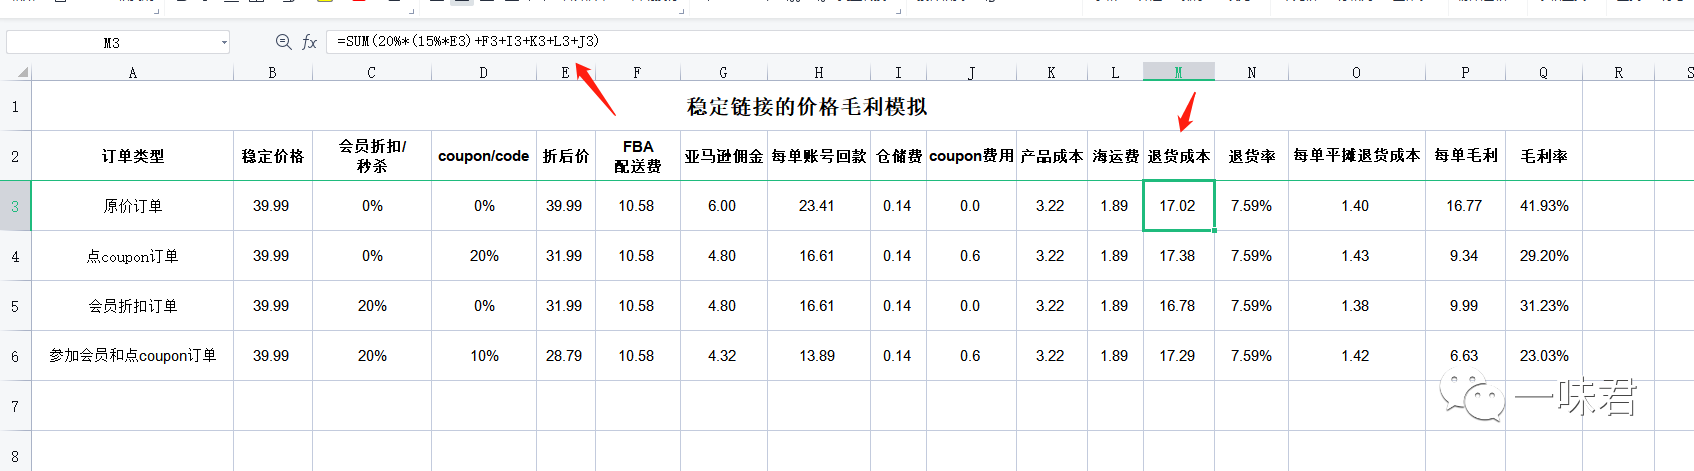 M3 fx =SUM(20%*(15%*E3)+F3+I3+K3+L3+J3)
A B C D E F G H I J K L M N O P Q R S
1 稳定链接的价格毛利模拟
2 订单类型 稳定价格 会员折扣/秒杀 coupon/code 折后价 FBA配送费 亚马逊佣金 每单账号回款 仓储费 coupon费用 产品成本 海运费 退货成本 退货率 每单平摊退货成本 每单毛利 毛利率
3 原价订单 39.99 0% 0% 39.99 10.58 6.00 23.41 0.14 0.0 3.22 1.89 17.02 7.59% 1.40 16.77 41.93%
4 点coupon订单 39.99 0% 20% 31.99 10.58 4.80 16.61 0.14 0.6 3.22 1.89 17.38 7.59% 1.43 9.34 29.20%
5 会员折扣订单 39.99 20% 0% 31.99 10.58 4.80 16.61 0.14 0.0 3.22 1.89 16.78 7.59% 1.38 9.99 31.23%
6 参加会员和点coupon订单 39.99 20% 10% 28.79 10.58 4.32 13.89 0.14 0.6 3.22 1.89 17.29 7.59% 1.42 6.63 23.03%
7
8
一味君